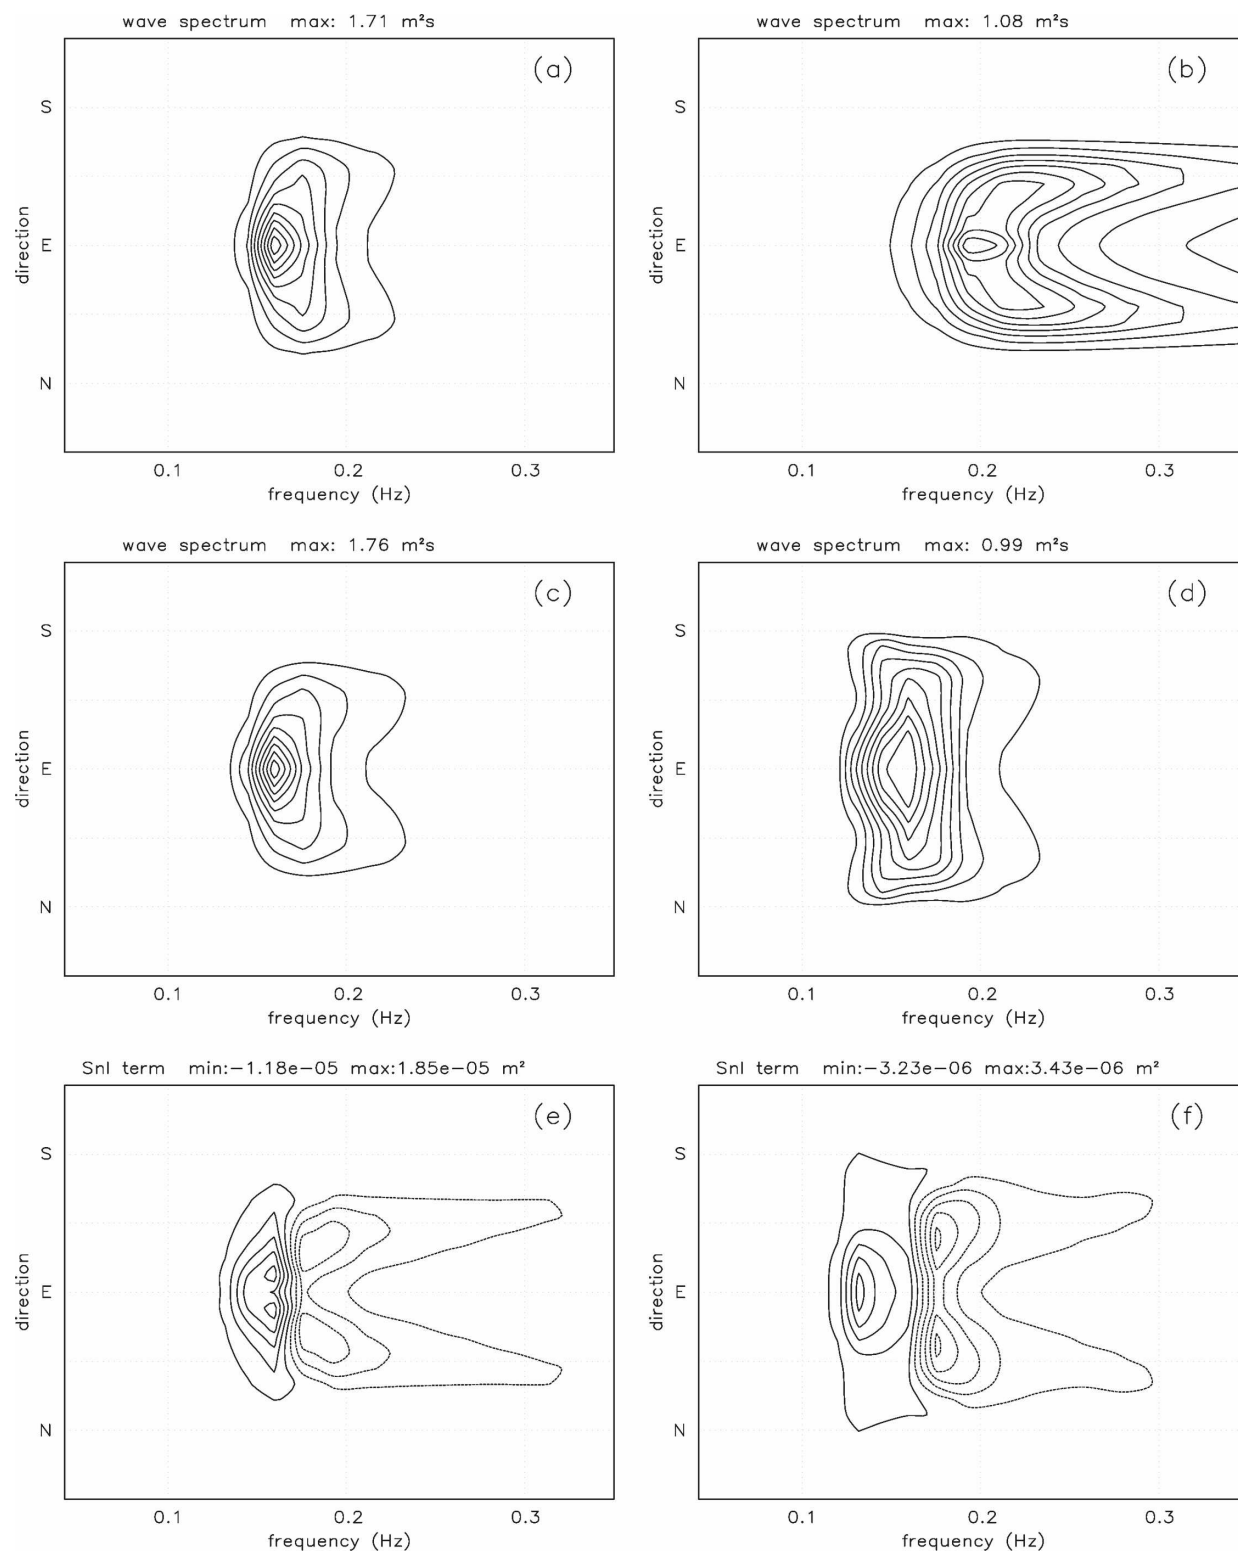 wave spectrum max: 1.71 m²s
wave spectrum max: 1.08 m²s
(a)
(b)
S
E
N
direction
S
E
N
direction
0.1 0.2 0.3
frequency (Hz)
0.1 0.2 0.3
frequency (Hz)
wave spectrum max: 1.76 m²s
wave spectrum max: 0.99 m²s
(c)
(d)
S
E
N
direction
S
E
N
direction
0.1 0.2 0.3
frequency (Hz)
0.1 0.2 0.3
frequency (Hz)
Snl term min:−1.18e−05 max:1.85e−05 m²
Snl term min:−3.23e−06 max:3.43e−06 m²
(e)
(f)
S
E
N
direction
S
E
N
direction
0.1 0.2 0.3
frequency (Hz)
0.1 0.2 0.3
frequency (Hz)